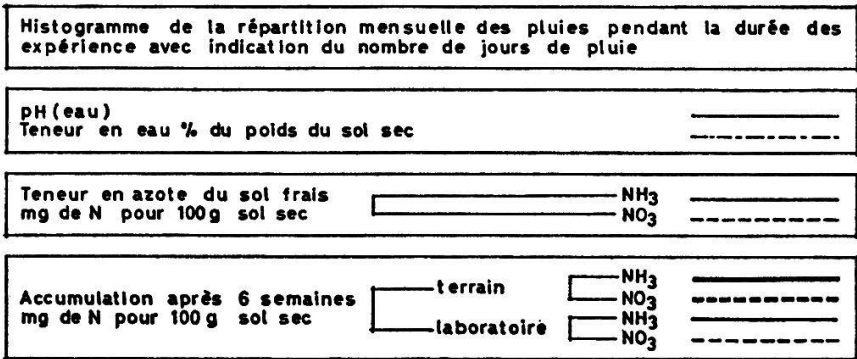 Histogramme de la répartition mensuelle des pluies pendant la durée des
expérience avec indication du nombre de jours de pluie
pH (eau)
Teneur en eau % du poids du sol sec
Teneur en azote du sol frais
mg de N pour 100 g sol sec
NH3
NO3
Accumulation après 6 semaines
mg de N pour 100 g sol sec
terrain
NH3
NO3
laboratoire
NH3
NO3